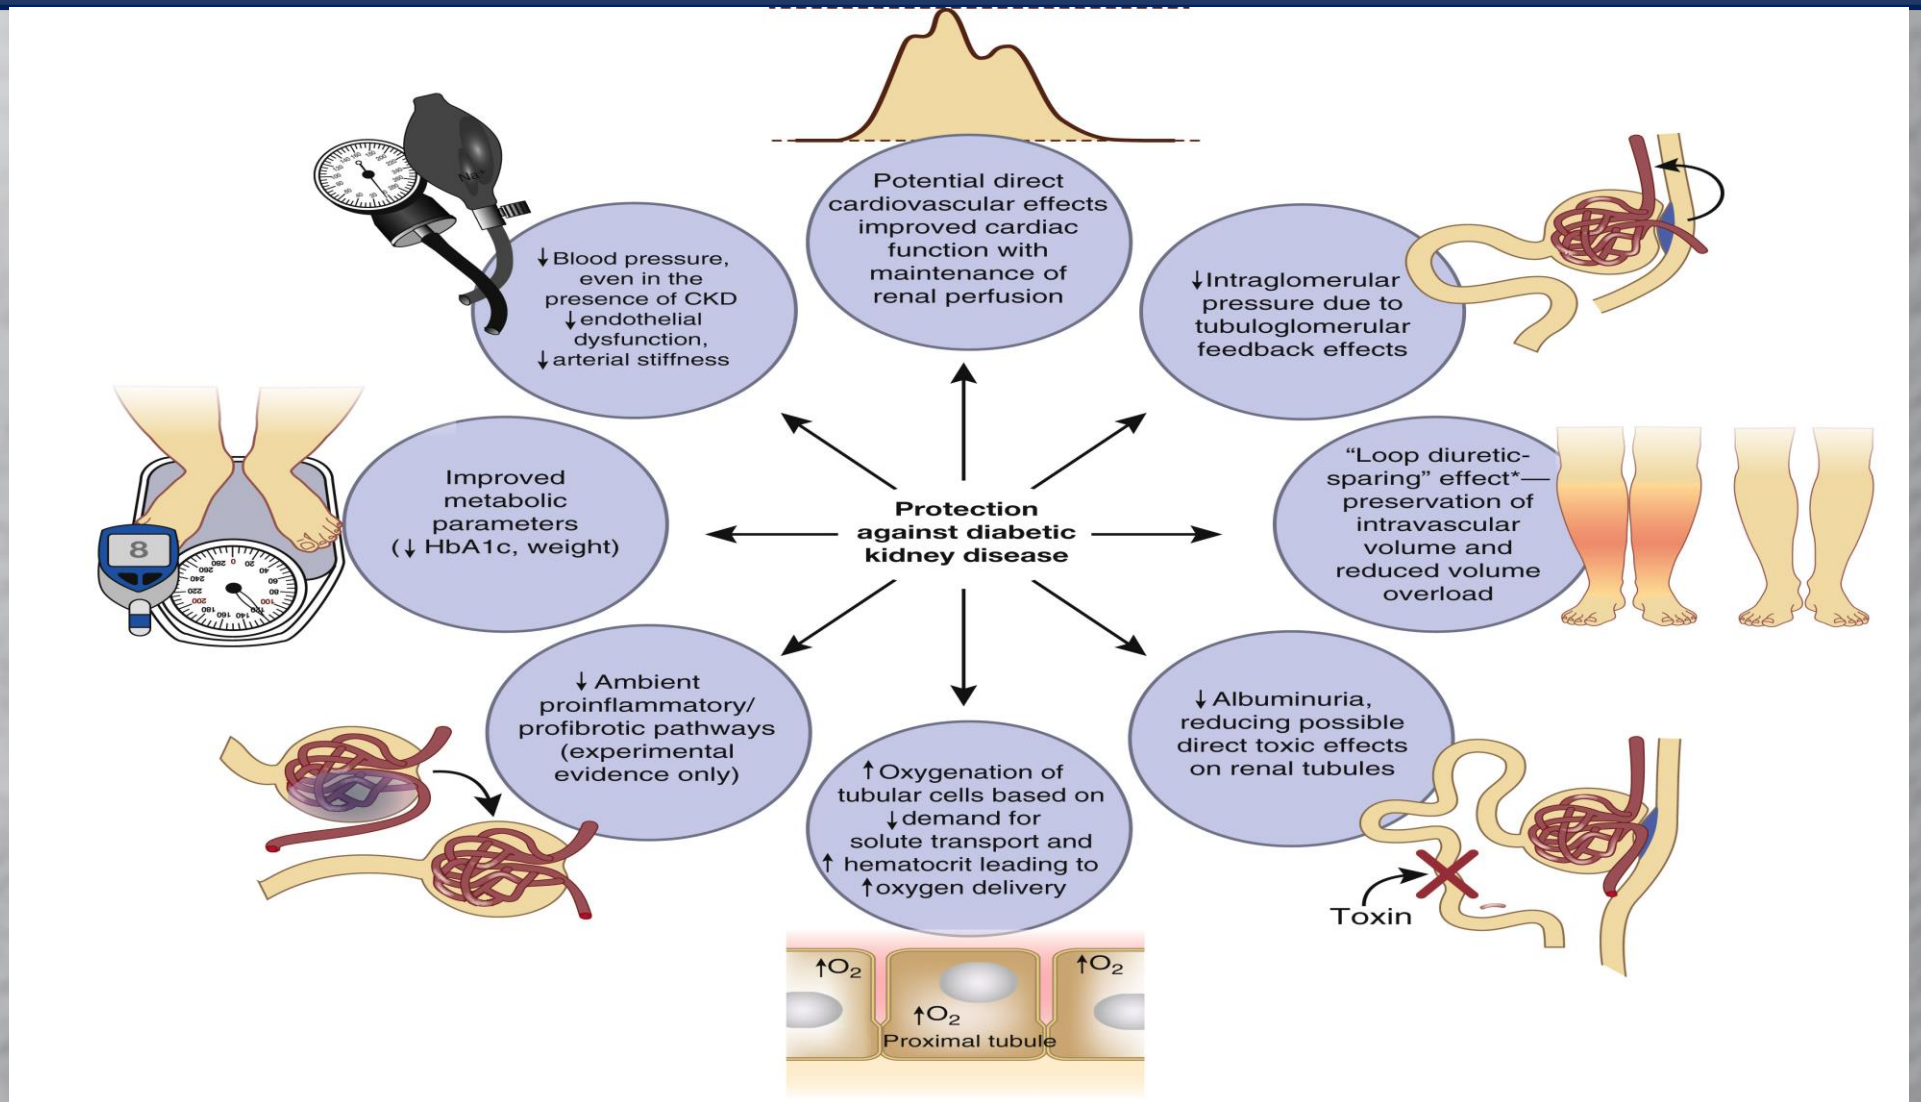 Potential direct
cardiovascular effects
improved cardiac
function with
maintenance of
renal perfusion
↓Blood pressure,
even in the
presence of CKD
↓endothelial
dysfunction,
↓arterial stiffness
Na⁺
↓Intraglomerular
pressure due to
tubuloglomerular
feedback effects
Improved
metabolic
parameters
(↓ HbA1c, weight)
8
Protection
against diabetic
kidney disease
“Loop diuretic-
sparing” effect*—
preservation of
intravascular
volume and
reduced volume
overload
↓ Ambient
proinflammatory/
profibrotic pathways
(experimental
evidence only)
↑Oxygenation of
tubular cells based on
↓demand for
solute transport and
↑ hematocrit leading to
↑oxygen delivery
↓Albuminuria,
reducing possible
direct toxic effects
on renal tubules
Toxin
↑O₂
↑O₂
↑O₂
Proximal tubule